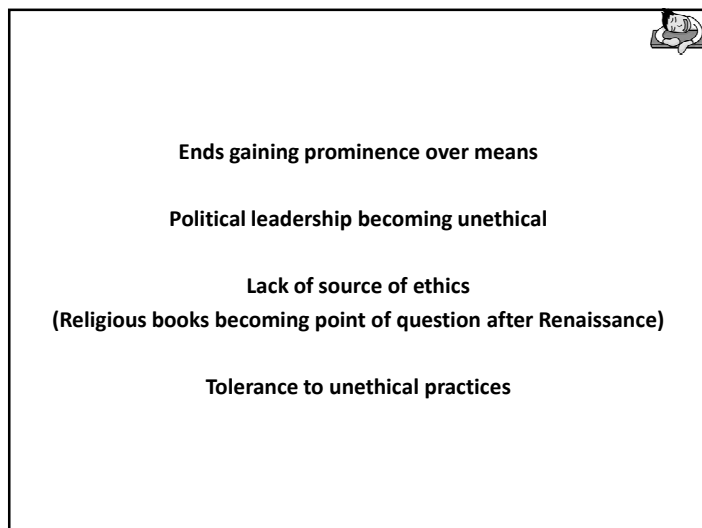 Ends gaining prominence over means
Political leadership becoming unethical
Lack of source of ethics
(Religious books becoming point of question after Renaissance)
Tolerance to unethical practices